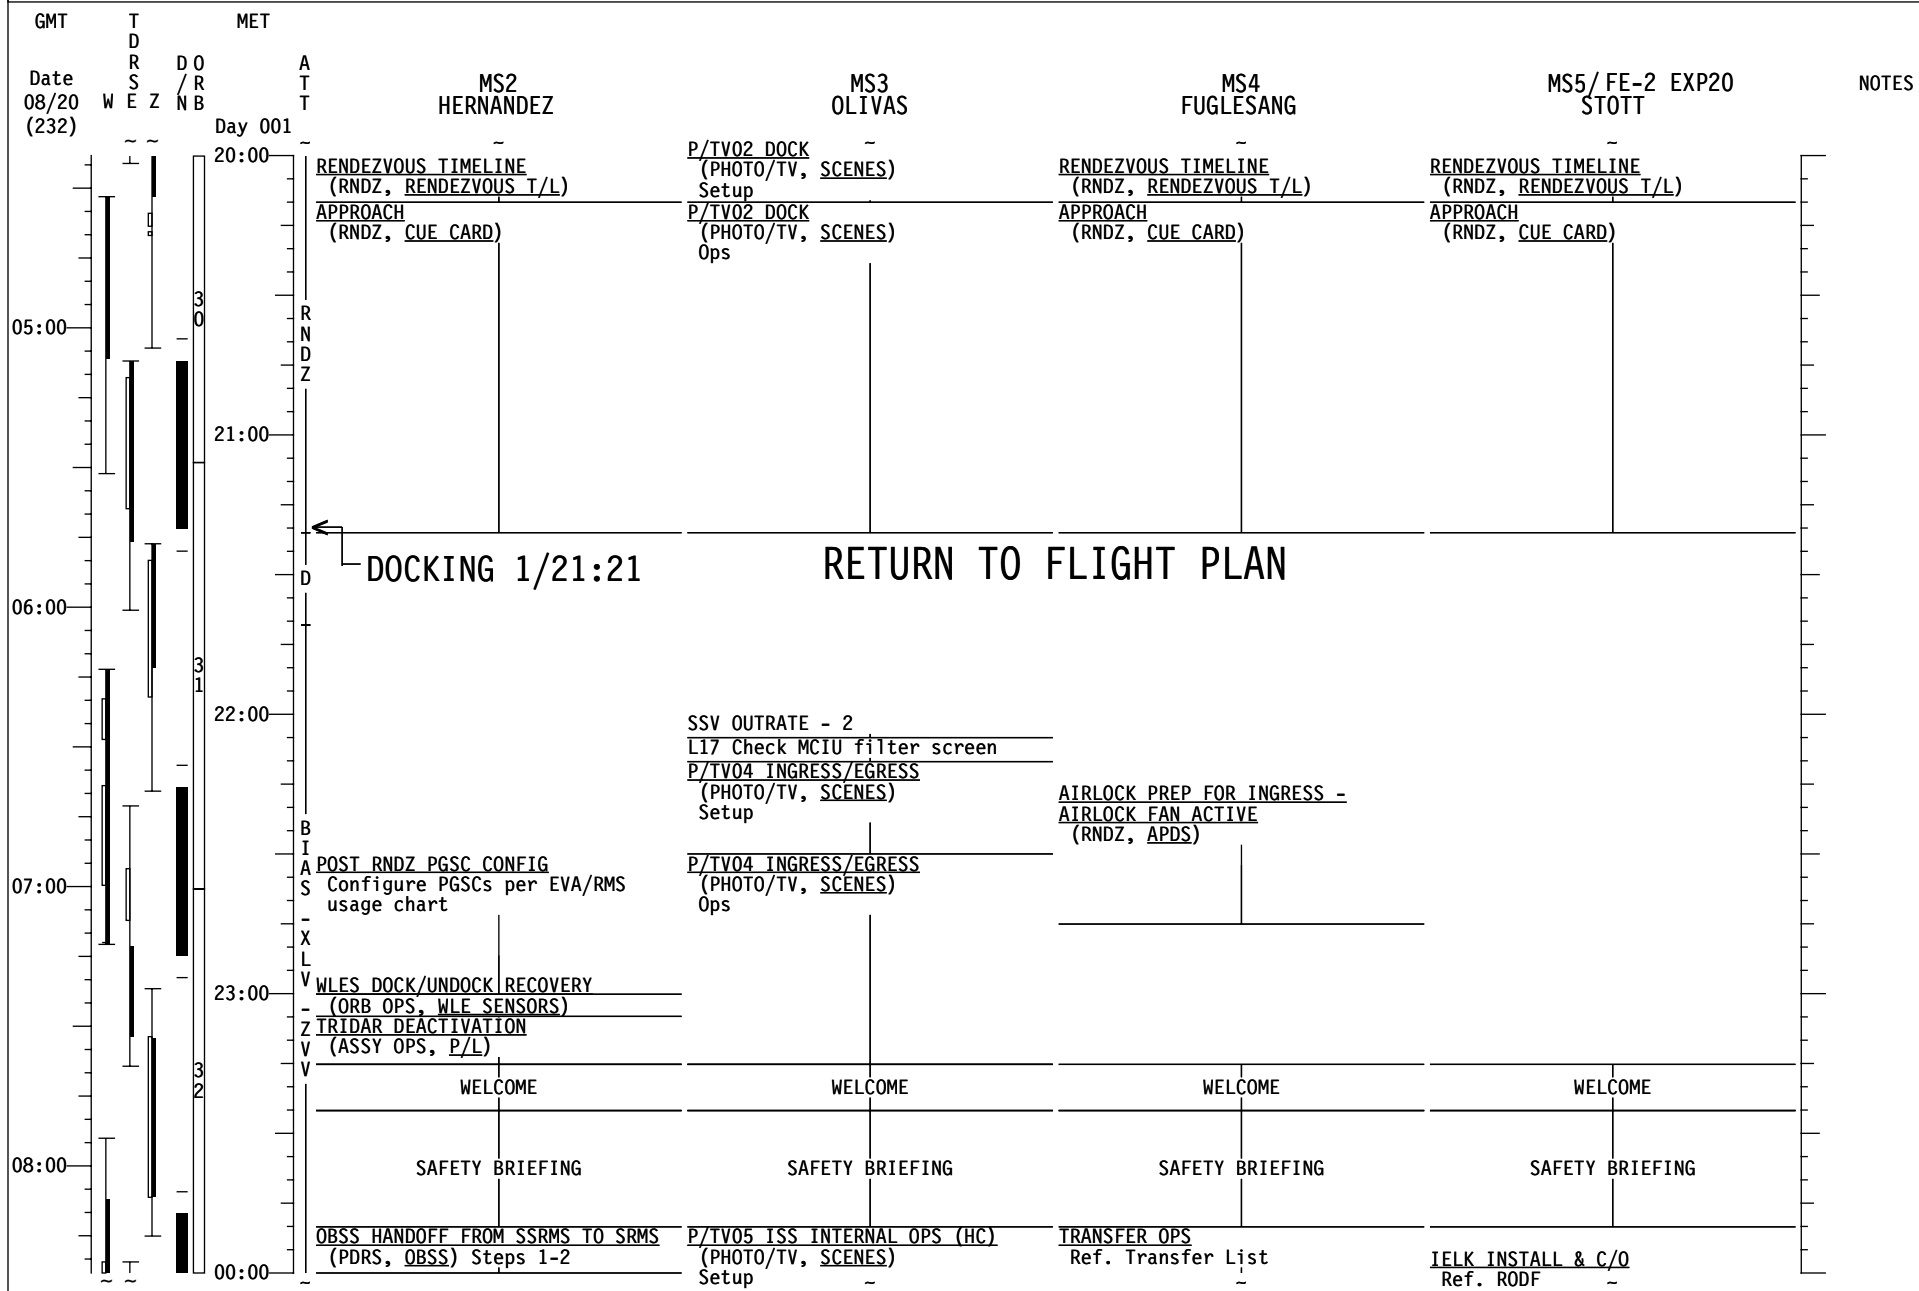 GMT
TDRS
MET
Date
08/20
(232)
W E Z
D/N
ORB
Day 001
ATT
MS2
HERNANDEZ
MS3
OLIVAS
MS4
FUGLESANG
MS5/ FE-2 EXP20
STOTT
NOTES
~ ~ ~ ~ ~ ~ ~
20:00
RENDEZVOUS TIMELINE
(RNDZ, RENDEZVOUS T/L)
APPROACH
(RNDZ, CUE CARD)
P/TV02 DOCK
(PHOTO/TV, SCENES)
Setup
P/TV02 DOCK
(PHOTO/TV, SCENES)
Ops
RENDEZVOUS TIMELINE
(RNDZ, RENDEZVOUS T/L)
APPROACH
(RNDZ, CUE CARD)
RENDEZVOUS TIMELINE
(RNDZ, RENDEZVOUS T/L)
APPROACH
(RNDZ, CUE CARD)
30
RNDZ
05:00
21:00
DOCKING 1/21:21
RETURN TO FLIGHT PLAN
D
06:00
31
22:00
SSV OUTRATE - 2
L17 Check MCIU filter screen
P/TV04 INGRESS/EGRESS
(PHOTO/TV, SCENES)
Setup
AIRLOCK PREP FOR INGRESS -
AIRLOCK FAN ACTIVE
(RNDZ, APDS)
BIAS-XLV-ZVV
POST RNDZ PGSC CONFIG
Configure PGSCs per EVA/RMS
usage chart
P/TV04 INGRESS/EGRESS
(PHOTO/TV, SCENES)
Ops
07:00
23:00
WLES DOCK/UNDOCK RECOVERY
(ORB OPS, WLE SENSORS)
TRIDAR DEACTIVATION
(ASSY OPS, P/L)
32
WELCOME WELCOME WELCOME WELCOME
08:00
SAFETY BRIEFING SAFETY BRIEFING SAFETY BRIEFING SAFETY BRIEFING
OBSS HANDOFF FROM SSRMS TO SRMS
(PDRS, OBSS) Steps 1-2
P/TV05 ISS INTERNAL OPS (HC)
(PHOTO/TV, SCENES)
Setup
TRANSFER OPS
Ref. Transfer List
IELK INSTALL & C/O
Ref. RODF
00:00
~ ~ ~ ~ ~ ~